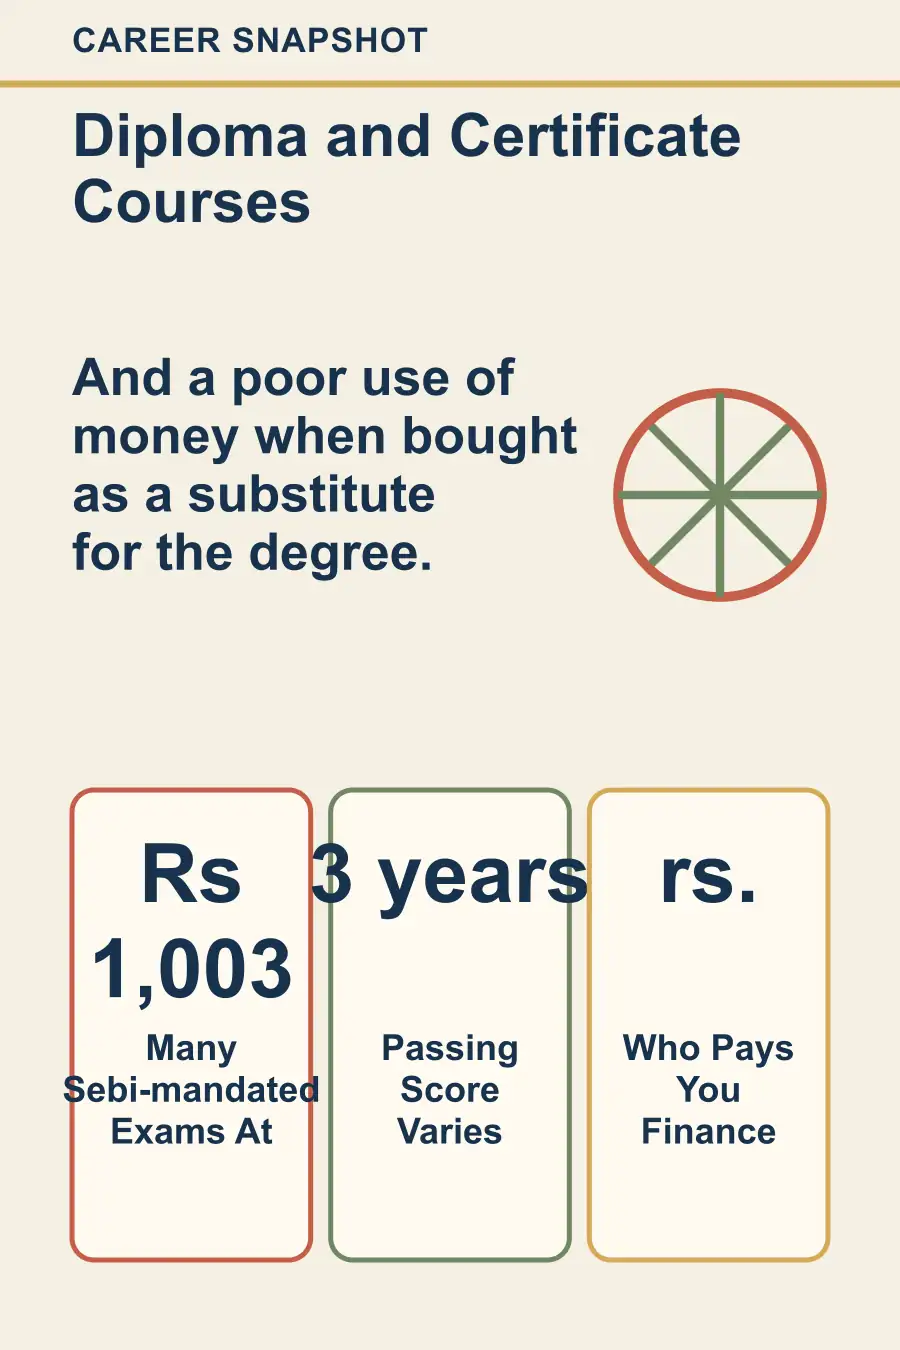 CAREER SNAPSHOT
Diploma and Certificate
Courses
And a poor use of
money when bought
as a substitute
for the degree.
Rs
1,003
Many
Sebi-mandated
Exams At
3 years
Passing
Score
Varies
rs.
Who Pays
You
Finance